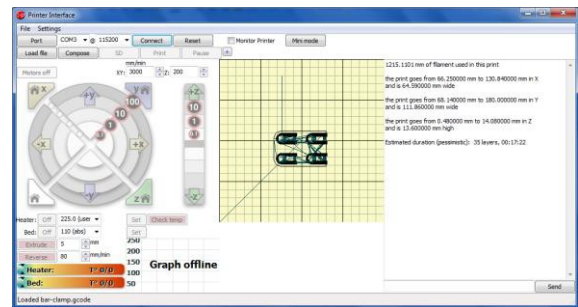 Printer Interface
File Settings
Port COM3 @ 115200 Connect Reset Monitor Printer Mini mode
Load file Compose SD Print Pause +
Motors off mm/min XY: 3000 Z: 200
x +y y +z
100
10 10
1 1
0.1 0.1
-x +x
-y z -z
Heater: Off 225.0 (user Set Check temp
Bed: Off 110 (abs) Set
Extrude 5 mm
Reverse 80 mm/min
Heater: T° 0/0
Bed: T° 0/0
250
200
150
100
50
Graph offline
1215.1101 mm of filament used in this print
the print goes from 66.250000 mm to 130.840000 mm in X
and is 64.590000 mm wide
the print goes from 68.140000 mm to 180.000000 mm in Y
and is 111.860000 mm wide
the print goes from 0.480000 mm to 14.080000 mm in Z
and is 13.600000 mm high
Estimated duration (pessimistic): 35 layers, 00:17:22
Send
Loaded bar-clamp.gcode